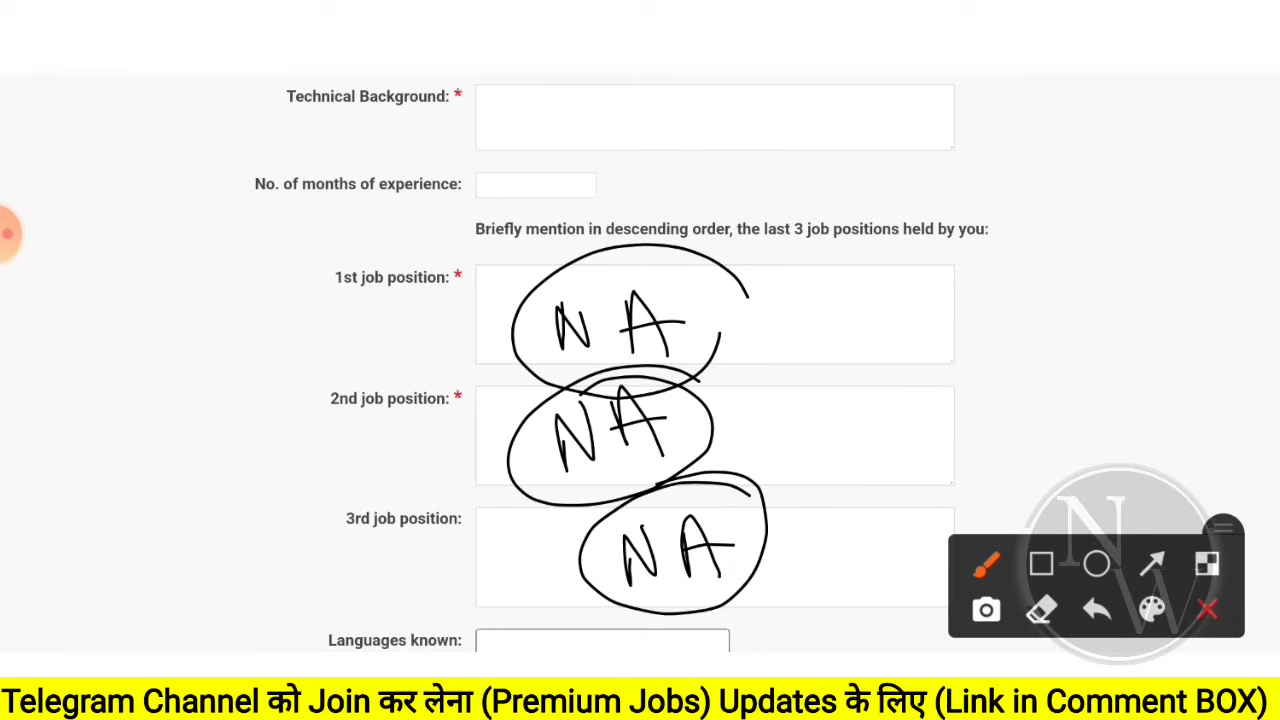 Technical Background: *
No. of months of experience:
Briefly mention in descending order, the last 3 job positions held by you:
1st job position: *
NA
2nd job position: *
NA
3rd job position:
NA
Languages known:
NW
Telegram Channel को Join कर लेना (Premium Jobs) Updates के लिए (Link in Comment BOX)